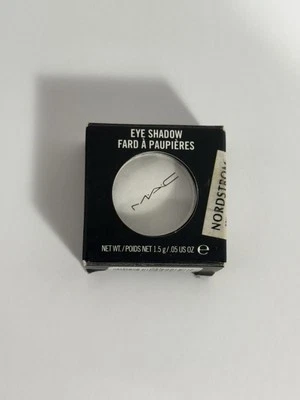 EYE SHADOW
FARD À PAUPIÈRES
MAC
NORDSTROM
NET WT./POIDS NET 1.5 g/.05 US OZ e